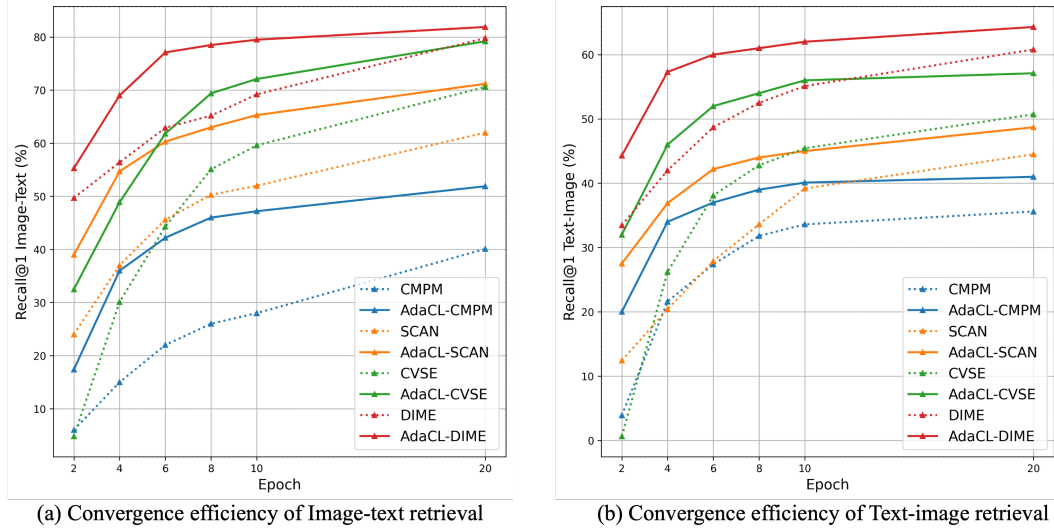 80
70
60
50
40
30
20
10
Recall@1 Image-Text (%)
CMPM
AdaCL-CMPM
SCAN
AdaCL-SCAN
CVSE
AdaCL-CVSE
DIME
AdaCL-DIME
2 4 6 8 10 20
Epoch
(a) Convergence efficiency of Image-text retrieval
60
50
40
30
20
10
0
Recall@1 Text-Image (%)
CMPM
AdaCL-CMPM
SCAN
AdaCL-SCAN
CVSE
AdaCL-CVSE
DIME
AdaCL-DIME
2 4 6 8 10 20
Epoch
(b) Convergence efficiency of Text-image retrieval